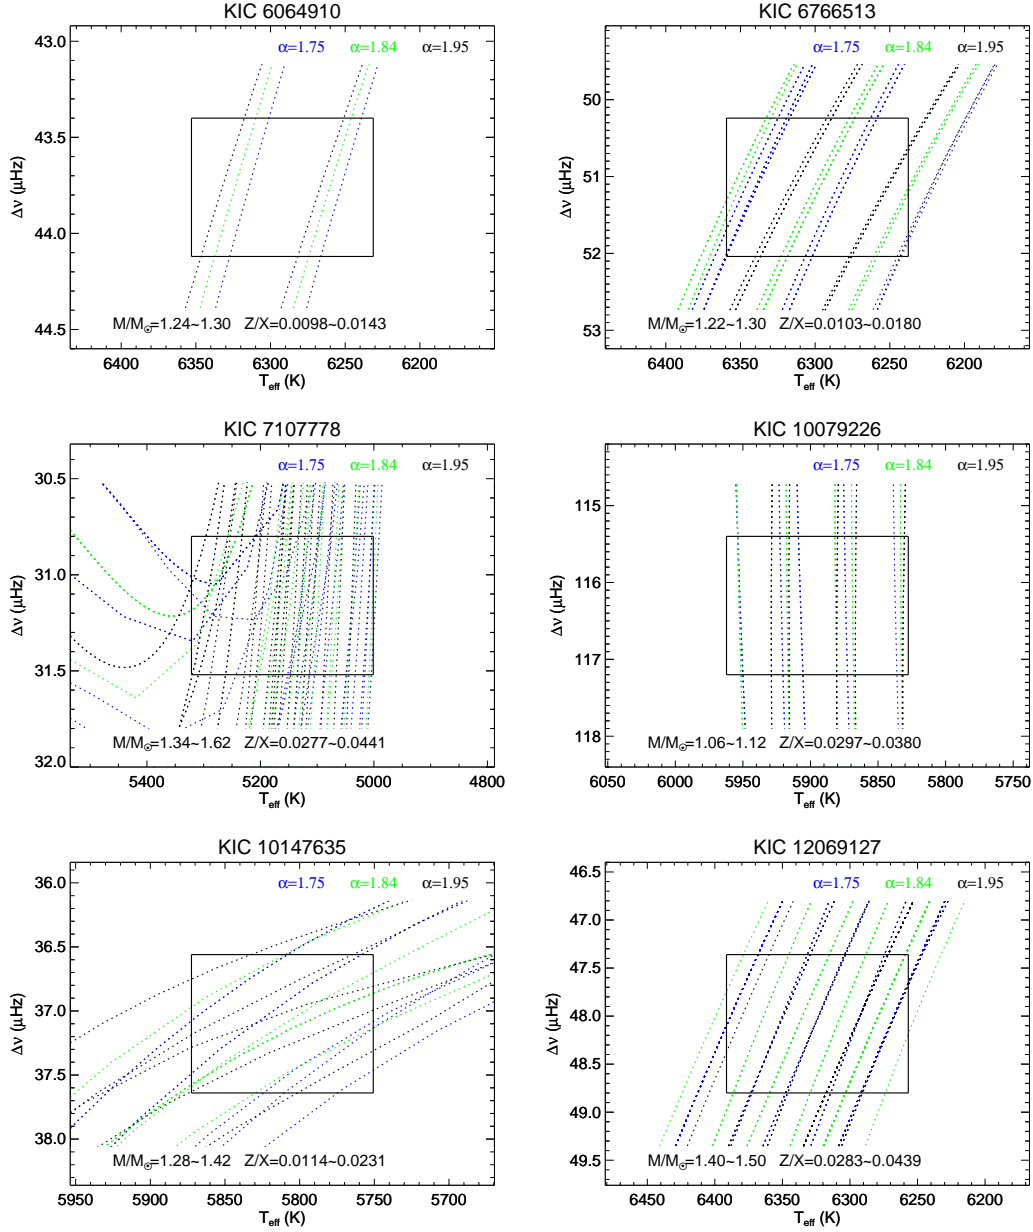 KIC 6064910
α=1.75 α=1.84 α=1.95
43.0
43.5
44.0
44.5
Δν (μHz)
M/M☉=1.24~1.30 Z/X=0.0098~0.0143
6400 6350 6300 6250 6200
Teff (K)
KIC 6766513
α=1.75 α=1.84 α=1.95
50
51
52
53
Δν (μHz)
M/M☉=1.22~1.30 Z/X=0.0103~0.0180
6400 6350 6300 6250 6200
Teff (K)
KIC 7107778
α=1.75 α=1.84 α=1.95
30.5
31.0
31.5
32.0
Δν (μHz)
M/M☉=1.34~1.62 Z/X=0.0277~0.0441
5400 5200 5000 4800
Teff (K)
KIC 10079226
α=1.75 α=1.84 α=1.95
115
116
117
118
Δν (μHz)
M/M☉=1.06~1.12 Z/X=0.0297~0.0380
6050 6000 5950 5900 5850 5800 5750
Teff (K)
KIC 10147635
α=1.75 α=1.84 α=1.95
36.0
36.5
37.0
37.5
38.0
Δν (μHz)
M/M☉=1.28~1.42 Z/X=0.0114~0.0231
5950 5900 5850 5800 5750 5700
Teff (K)
KIC 12069127
α=1.75 α=1.84 α=1.95
46.5
47.0
47.5
48.0
48.5
49.0
49.5
Δν (μHz)
M/M☉=1.40~1.50 Z/X=0.0283~0.0439
6450 6400 6350 6300 6250 6200
Teff (K)